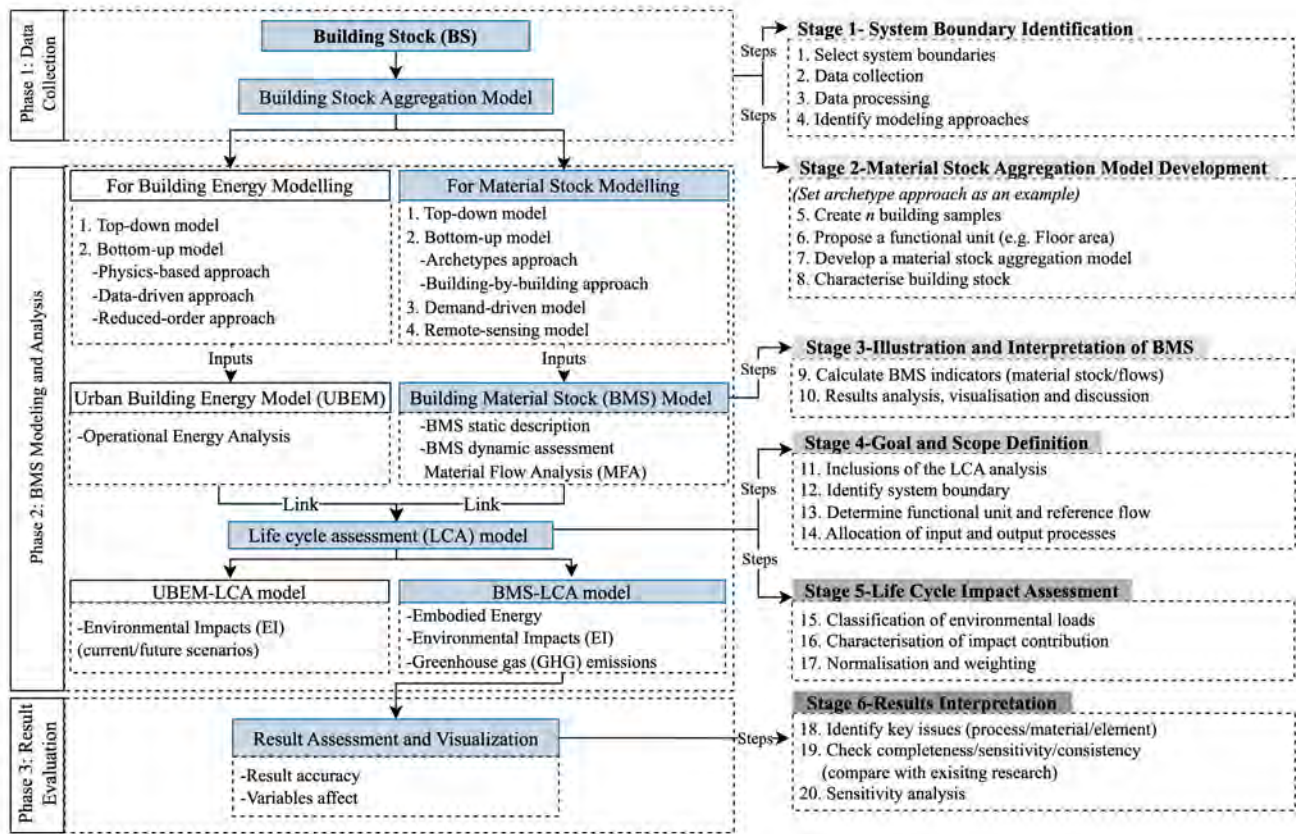 Phase 1: Data
Collection
Building Stock (BS)
Building Stock Aggregation Model
Steps
Steps
Stage 1- System Boundary Identification
1. Select system boundaries
2. Data collection
3. Data processing
4. Identify modeling approaches
Stage 2-Material Stock Aggregation Model Development
(Set archetype approach as an example)
5. Create n building samples
6. Propose a functional unit (e.g. Floor area)
7. Develop a material stock aggregation model
8. Characterise building stock
Phase 2: BMS Modeling and Analysis
For Building Energy Modelling
1. Top-down model
2. Bottom-up model
-Physics-based approach
-Data-driven approach
-Reduced-order approach
Inputs
Urban Building Energy Model (UBEM)
-Operational Energy Analysis
For Material Stock Modelling
1. Top-down model
2. Bottom-up model
-Archetypes approach
-Building-by-building approach
3. Demand-driven model
4. Remote-sensing model
Inputs
Building Material Stock (BMS) Model
-BMS static description
-BMS dynamic assessment
Material Flow Analysis (MFA)
Steps
Stage 3-Illustration and Interpretation of BMS
9. Calculate BMS indicators (material stock/flows)
10. Results analysis, visualisation and discussion
Link
Link
Life cycle assessment (LCA) model
Steps
Steps
Stage 4-Goal and Scope Definition
11. Inclusions of the LCA analysis
12. Identify system boundary
13. Determine functional unit and reference flow
14. Allocation of input and output processes
UBEM-LCA model
-Environmental Impacts (EI)
(current/future scenarios)
BMS-LCA model
-Embodied Energy
-Environmental Impacts (EI)
-Greenhouse gas (GHG) emissions
Stage 5-Life Cycle Impact Assessment
15. Classification of environmental loads
16. Characterisation of impact contribution
17. Normalisation and weighting
Phase 3: Result
Evaluation
Result Assessment and Visualization
-Result accuracy
-Variables affect
Steps
Stage 6-Results Interpretation
18. Identify key issues (process/material/element)
19. Check completeness/sensitivity/consistency
(compare with exisitng research)
20. Sensitivity analysis